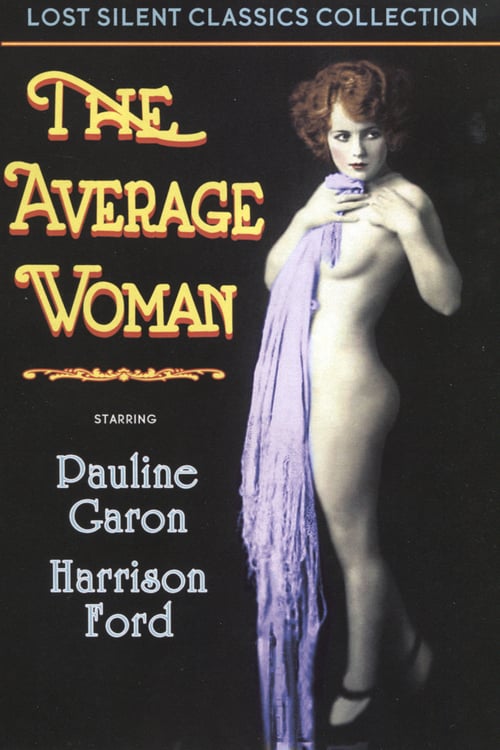 LOST SILENT CLASSICS COLLECTION
THE
AVERAGE
WOMAN
STARRING
Pauline
Garon
Harrison
Ford